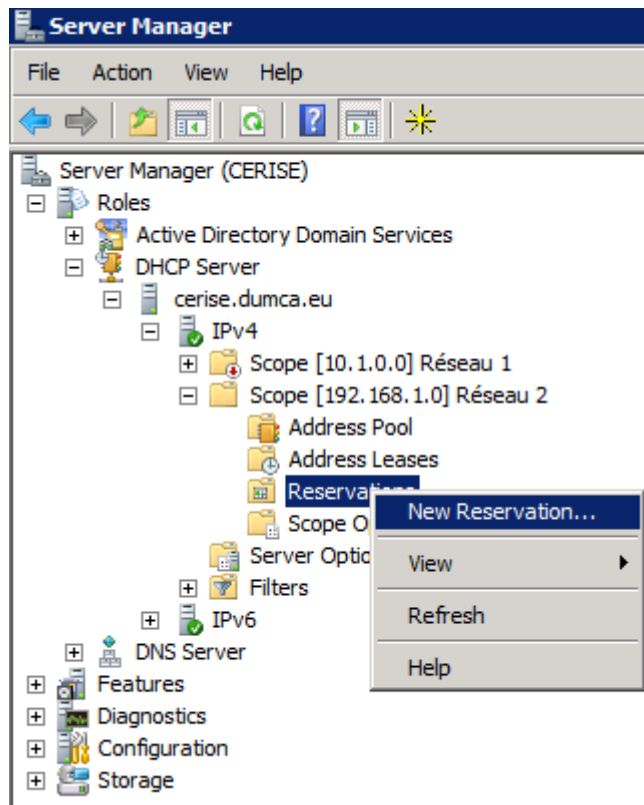 Server Manager
File Action View Help
Server Manager (CERISE)
Roles
Active Directory Domain Services
DHCP Server
cerise.dumca.eu
IPv4
Scope [10.1.0.0] Réseau 1
Scope [192.168.1.0] Réseau 2
Address Pool
Address Leases
Reservations
New Reservation...
Scope O
Server Optio
View
Filters
Refresh
IPv6
Help
DNS Server
Features
Diagnostics
Configuration
Storage